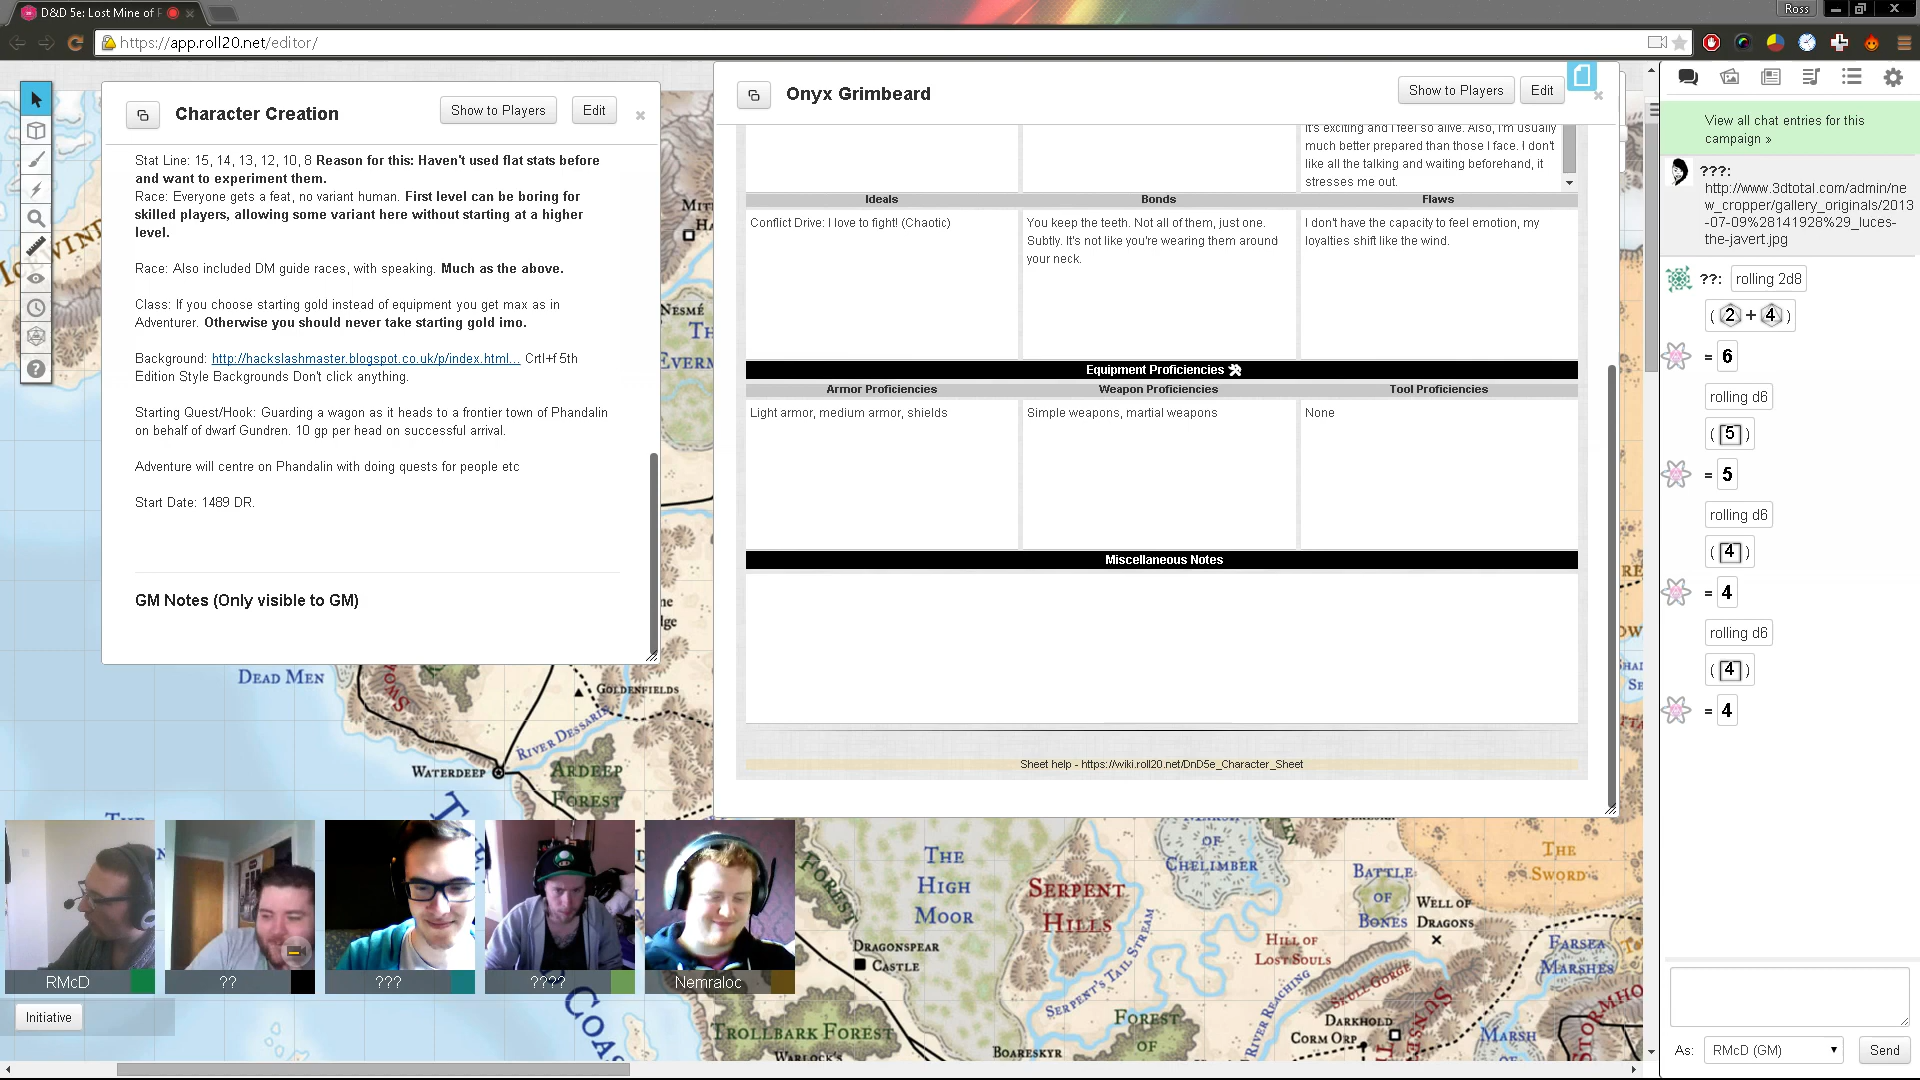 D&D 5e: Lost Mine of F
Ross
https://app.roll20.net/editor/
Character Creation
Show to Players
Edit
Stat Line: 15, 14, 13, 12, 10, 8 Reason for this: Haven't used flat stats before
and want to experiment them.
Race: Everyone gets a feat, no variant human. First level can be boring for
skilled players, allowing some variant here without starting at a higher
level.
Race: Also included DM guide races, with speaking. Much as the above.
Class: If you choose starting gold instead of equipment you get max as in
Adventurer. Otherwise you should never take starting gold imo.
Background: http://hackslashmaster.blogspot.co.uk/p/index.html... Crtl+f 5th
Edition Style Backgrounds Don't click anything.
Starting Quest/Hook: Guarding a wagon as it heads to a frontier town of Phandalin
on behalf of dwarf Gundren. 10 gp per head on successful arrival.
Adventure will centre on Phandalin with doing quests for people etc
Start Date: 1489 DR.
GM Notes (Only visible to GM)
Onyx Grimbeard
Show to Players
Edit
it's exciting and I feel so alive. Also, I'm usually
much better prepared than those I face. I don't
like all the talking and waiting beforehand, it
stresses me out.
Ideals
Bonds
Flaws
Conflict Drive: I love to fight! (Chaotic)
You keep the teeth. Not all of them, just one.
Subtly. It's not like you're wearing them around
your neck.
I don't have the capacity to feel emotion, my
loyalties shift like the wind.
Equipment Proficiencies
Armor Proficiencies
Weapon Proficiencies
Tool Proficiencies
Light armor, medium armor, shields
Simple weapons, martial weapons
None
Miscellaneous Notes
Sheet help - https://wiki.roll20.net/DnD5e_Character_Sheet
View all chat entries for this
campaign »
???:
http://www.3dtotal.com/admin/ne
w_cropper/gallery_originals/2013
-07-09%28141928%29_luces-
the-javert.jpg
??: rolling 2d8
(2+4)
= 6
rolling d6
(5)
= 5
rolling d6
(4)
= 4
rolling d6
(4)
= 4
As: RMcD (GM)
Send
Nesmé
Dead Men
Goldenfields
River Dessarin
Waterdeep
Ardeep
Forest
The
High
Moor
Dragonspear
Castle
Serpent
Hills
Serpent's Tail Stream
Marsh
of
Chelimber
Battle
of
Bones
Well of
Dragons
The
Sword
Hill of
Lost Souls
Farsea
Marshes
River Reaching
Skull Gorge
Darkhold
Corm Orp
Trollbark Forest
Warlock's
Boareskyr
Forest
of
Marsh
RMcD
??
???
????
Nemraloc
Initiative